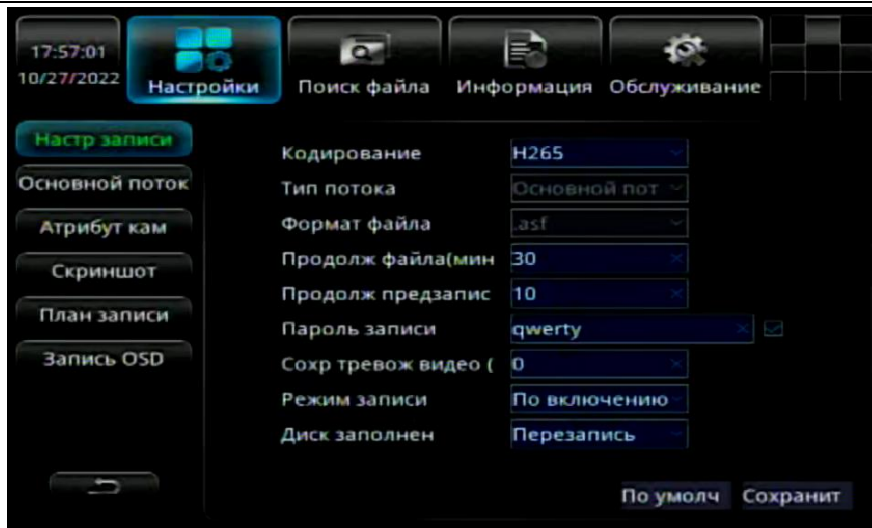 17:57:01
10/27/2022
Настройки
Поиск файла
Информация
Обслуживание
Настр записи
Основной поток
Атрибут кам
Скриншот
План записи
Запись OSD
Кодирование H265
Тип потока Основной пот
Формат файла .asf
Продолж файла(мин 30
Продолж предзапис 10
Пароль записи qwerty
Сохр тревож видео ( 0
Режим записи По включению
Диск заполнен Перезапись
По умолч Сохранит